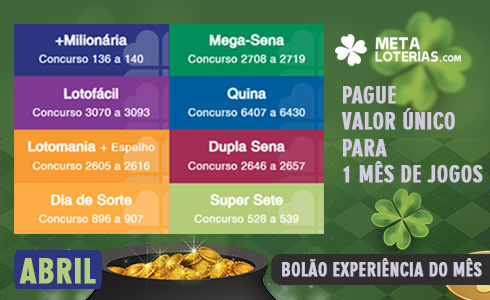 +Milionária
Concurso 136 a 140
Mega-Sena
Concurso 2708 a 2719
Lotofácil
Concurso 3070 a 3093
Quina
Concurso 6407 a 6430
Lotomania + Espelho
Concurso 2605 a 2616
Dupla Sena
Concurso 2646 a 2657
Dia de Sorte
Concurso 896 a 907
Super Sete
Concurso 528 a 539
META
LOTERIAS.COM
PAGUE
VALOR ÚNICO
PARA
1 MÊS DE JOGOS
ABRIL
BOLÃO EXPERIÊNCIA DO MÊS